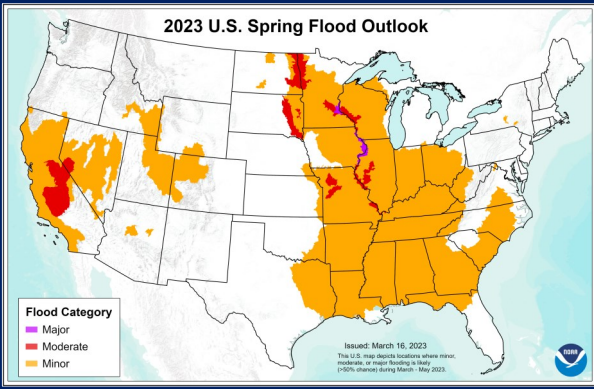 2023 U.S. Spring Flood Outlook
Flood Category
Major
Moderate
Minor
Issued: March 16, 2023
This U.S. map depicts locations where minor,
moderate, or major flooding is likely
(>50% chance) during March - May 2023.
NOAA